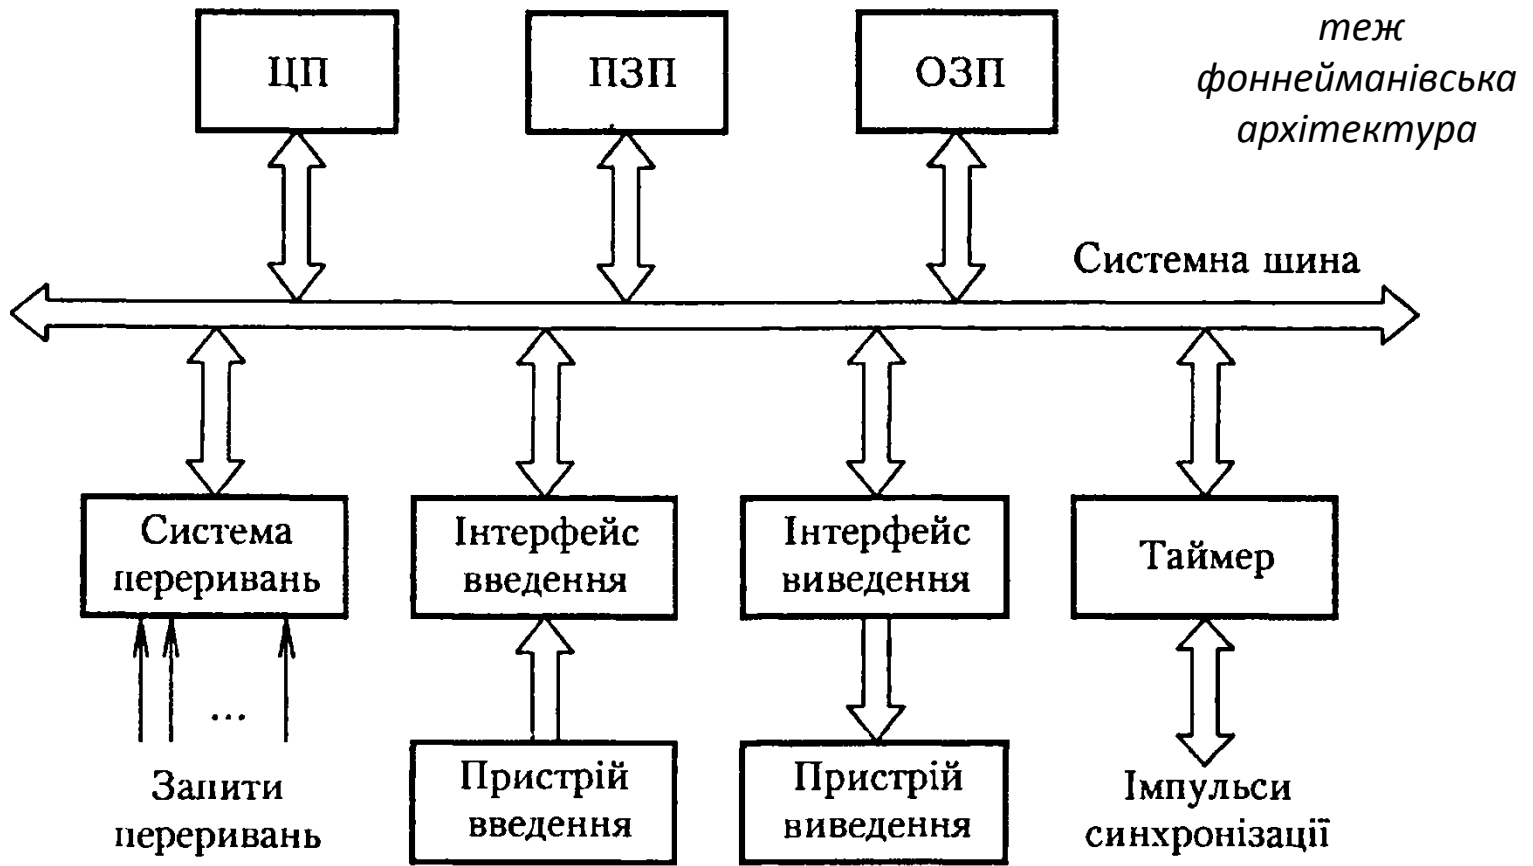 ЦП
ПЗП
ОЗП
теж
фоннейманівська
архітектура
Системна шина
Система
переривань
Інтерфейс
введення
Інтерфейс
виведення
Таймер
...
Запити
переривань
Пристрій
введення
Пристрій
виведення
Імпульси
синхронізації